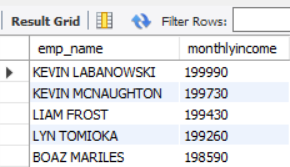 Result Grid Filter Rows:
emp_name monthlyincome
KEVIN LABANOWSKI 199990
KEVIN MCNAUGHTON 199730
LIAM FROST 199430
LYN TOMIOKA 199260
BOAZ MARILES 198590